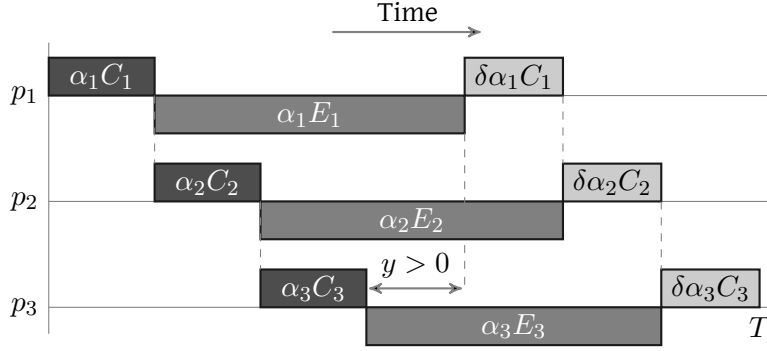 Time
α₁C₁ δα₁C₁
p₁
α₁E₁
α₂C₂ δα₂C₂
p₂
α₂E₂
y > 0
α₃C₃ δα₃C₃
p₃ T
α₃E₃